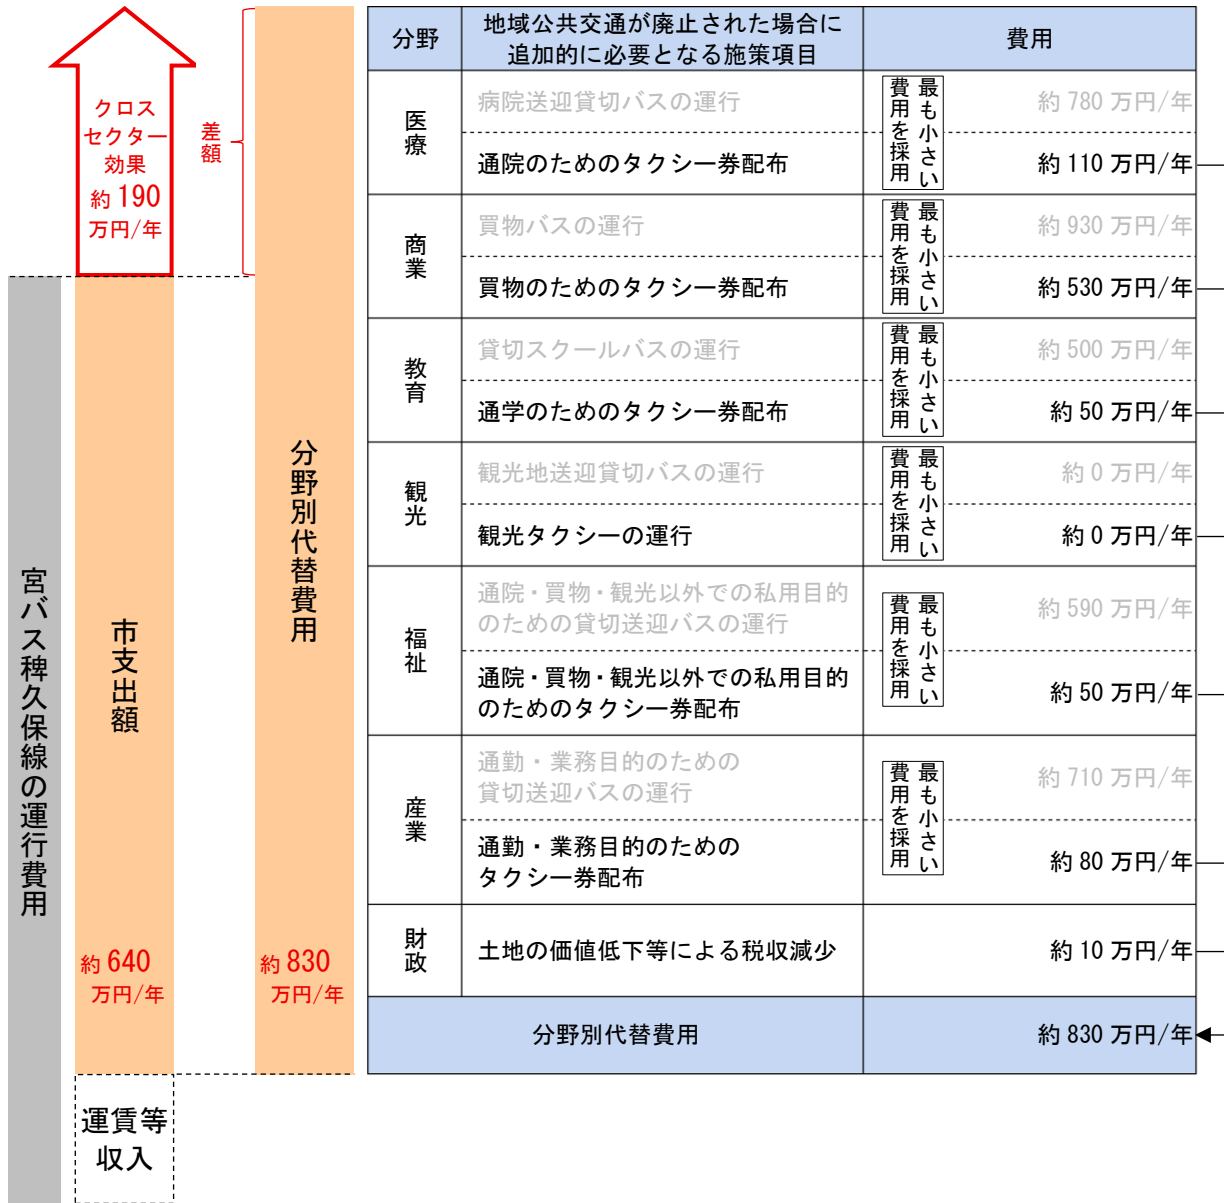 クロス
セクター
効果
約190
万円/年
差額
宮バス稗久保線の運行費用
市支出額
約640
万円/年
運賃等
収入
分野別代替費用
約830
万円/年
分野
地域公共交通が廃止された場合に
追加的に必要となる施策項目
費用
医療
病院送迎貸切バスの運行
最も小さい
費用を採用
約 780 万円/年
通院のためのタクシー券配布
約 110 万円/年
商業
買物バスの運行
最も小さい
費用を採用
約 930 万円/年
買物のためのタクシー券配布
約 530 万円/年
教育
貸切スクールバスの運行
最も小さい
費用を採用
約 500 万円/年
通学のためのタクシー券配布
約 50 万円/年
観光
観光地送迎貸切バスの運行
最も小さい
費用を採用
約 0 万円/年
観光タクシーの運行
約 0 万円/年
福祉
通院・買物・観光以外での私用目的
のための貸切送迎バスの運行
最も小さい
費用を採用
約 590 万円/年
通院・買物・観光以外での私用目的
のためのタクシー券配布
約 50 万円/年
産業
通勤・業務目的のための
貸切送迎バスの運行
最も小さい
費用を採用
約 710 万円/年
通勤・業務目的のための
タクシー券配布
約 80 万円/年
財政
土地の価値低下等による税収減少
約 10 万円/年
分野別代替費用
約 830 万円/年